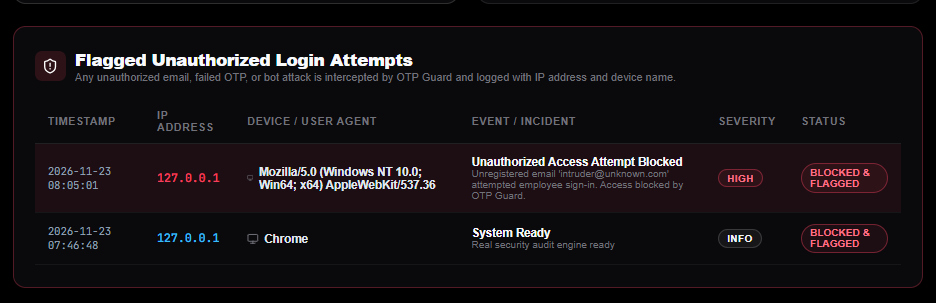 Flagged Unauthorized Login Attempts
Any unauthorized email, failed OTP, or bot attack is intercepted by OTP Guard and logged with IP address and device name.
TIMESTAMP
IP
ADDRESS
DEVICE / USER AGENT
EVENT / INCIDENT
SEVERITY
STATUS
2026-11-23
08:05:01
127.0.0.1
Mozilla/5.0 (Windows NT 10.0;
Win64; x64) AppleWebKit/537.36
Unauthorized Access Attempt Blocked
Unregistered email 'intruder@unknown.com'
attempted employee sign-in. Access blocked by
OTP Guard.
HIGH
BLOCKED &
FLAGGED
2026-11-23
07:46:48
127.0.0.1
Chrome
System Ready
Real security audit engine ready
INFO
BLOCKED &
FLAGGED